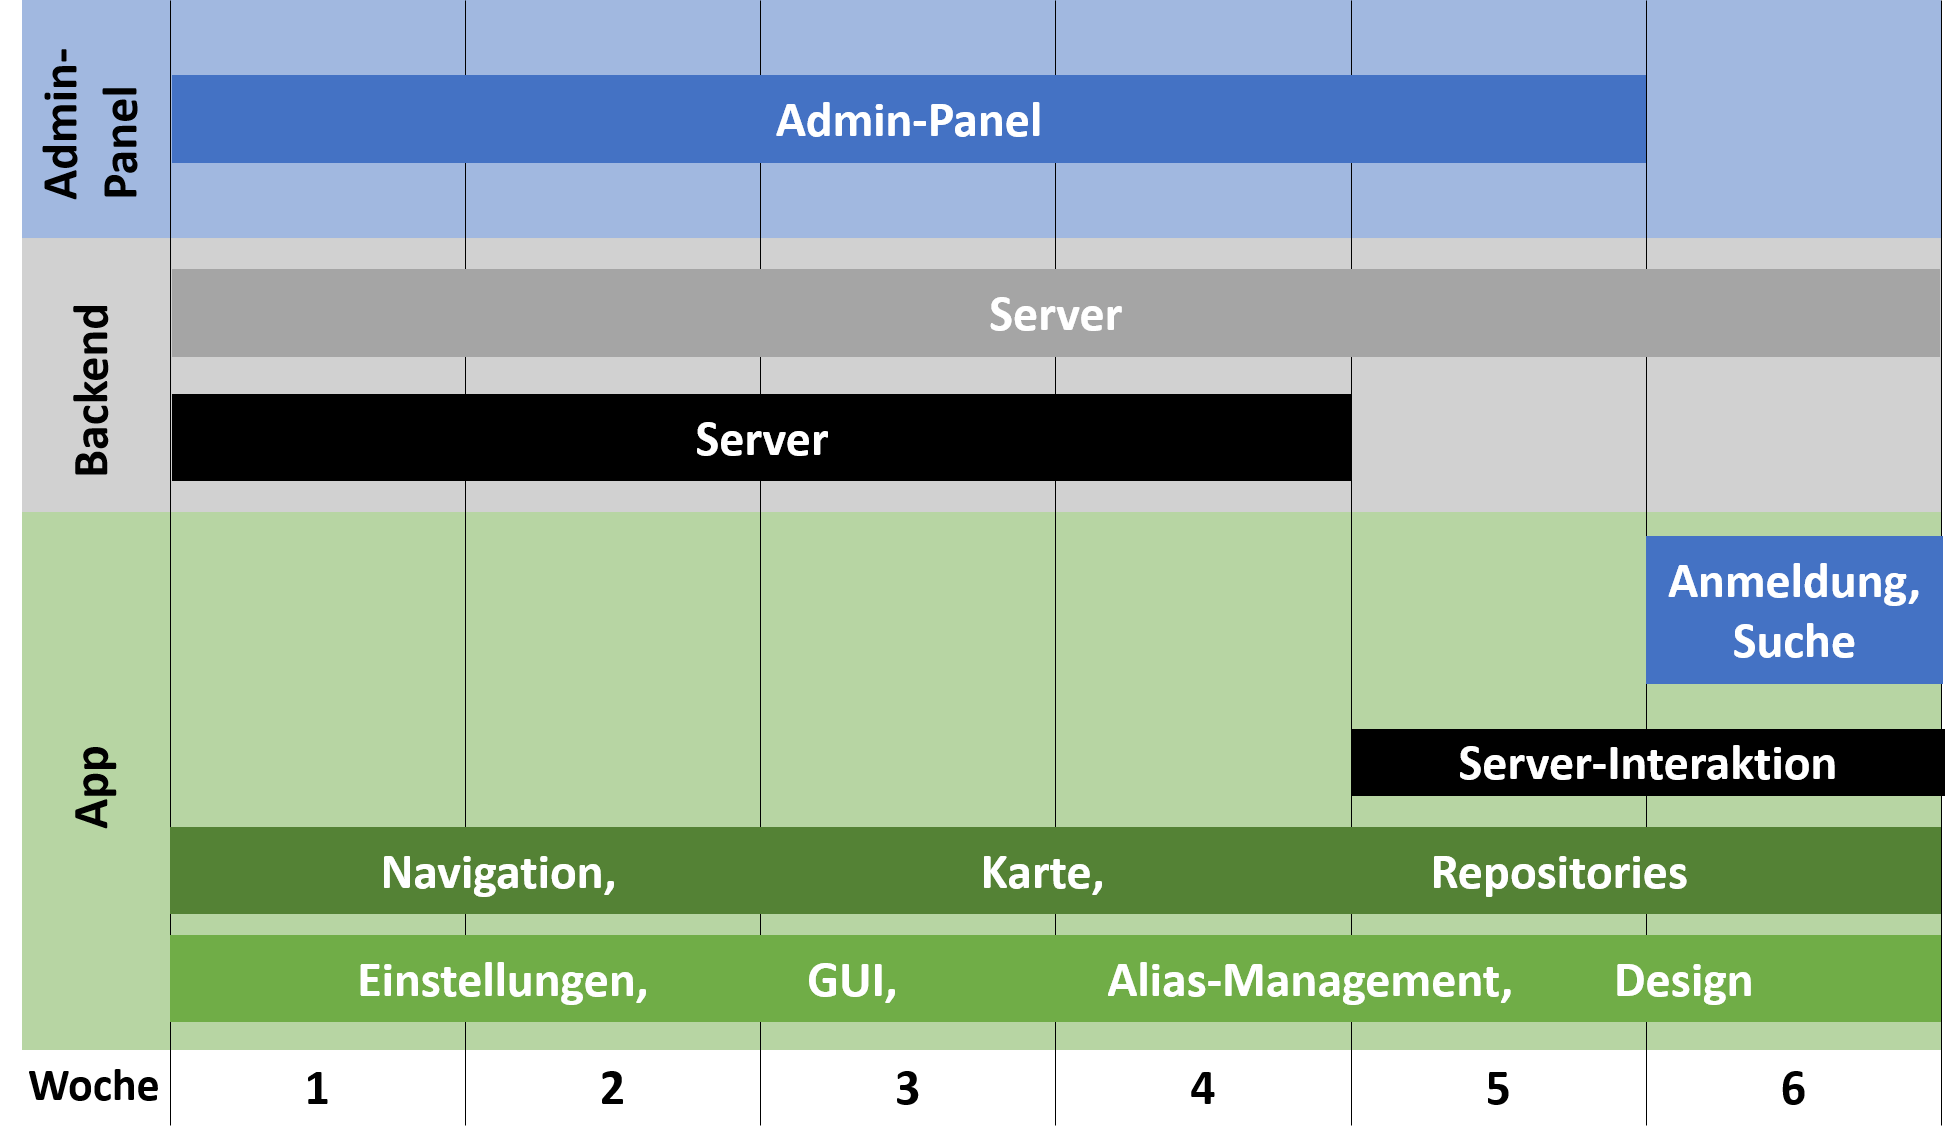 Admin-
Panel
Admin-Panel
Backend
Server
Server
App
Anmeldung,
Suche
Server-Interaktion
Navigation, Karte, Repositories
Einstellungen, GUI, Alias-Management, Design
Woche 1 2 3 4 5 6